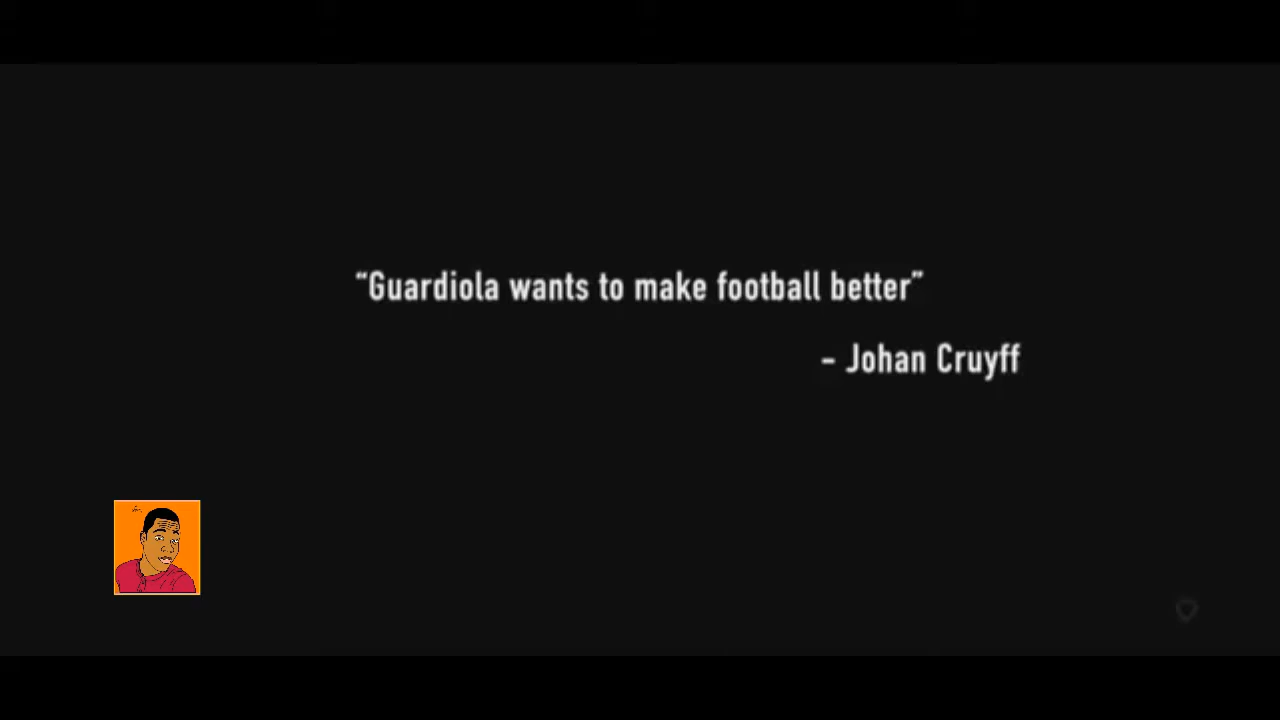 “Guardiola wants to make football better”
– Johan Cruyff